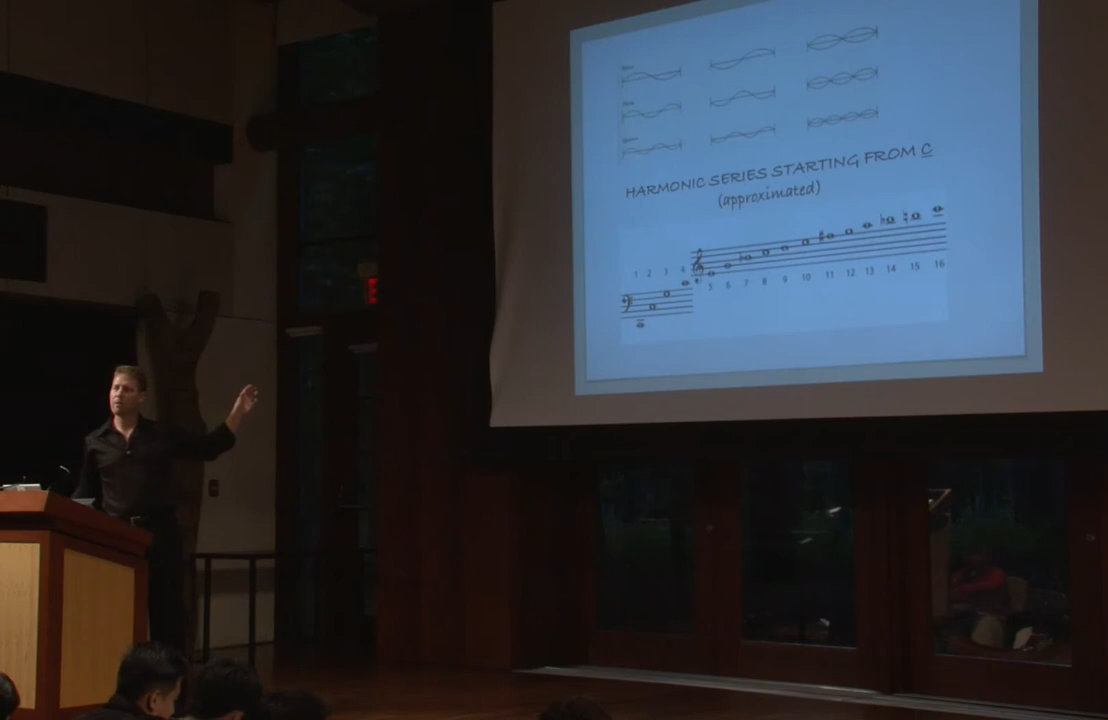 HARMONIC SERIES STARTING FROM C
(approximated)
1 2 3 4 5 6 7 8 9 10 11 12 13 14 15 16